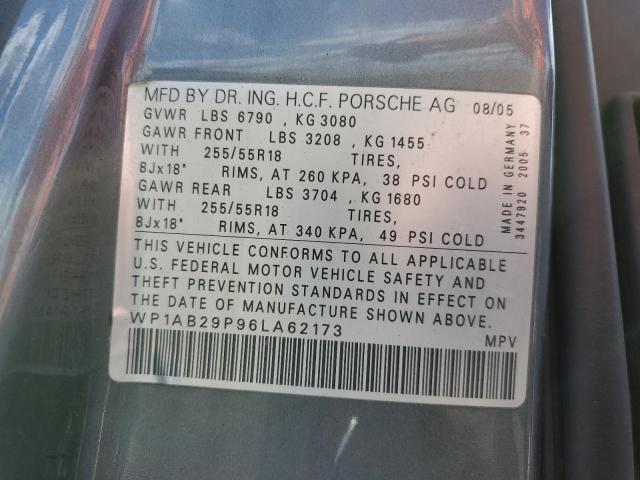 MFD BY DR. ING. H.C.F. PORSCHE AG 08/05
GVWR LBS 6790 , KG 3080
GAWR FRONT LBS 3208 , KG 1455
WITH 255/55R18 TIRES,
8Jx18" RIMS, AT 260 KPA, 38 PSI COLD
GAWR REAR LBS 3704 , KG 1680
WITH 255/55R18 TIRES,
8Jx18" RIMS, AT 340 KPA, 49 PSI COLD
THIS VEHICLE CONFORMS TO ALL APPLICABLE
U.S. FEDERAL MOTOR VEHICLE SAFETY AND
THEFT PREVENTION STANDARDS IN EFFECT ON
THE DATE OF MANUFACTURE SHOWN ABOVE.
WP1AB29P96LA62173
MPV
MADE IN GERMANY
3447920 2005 37